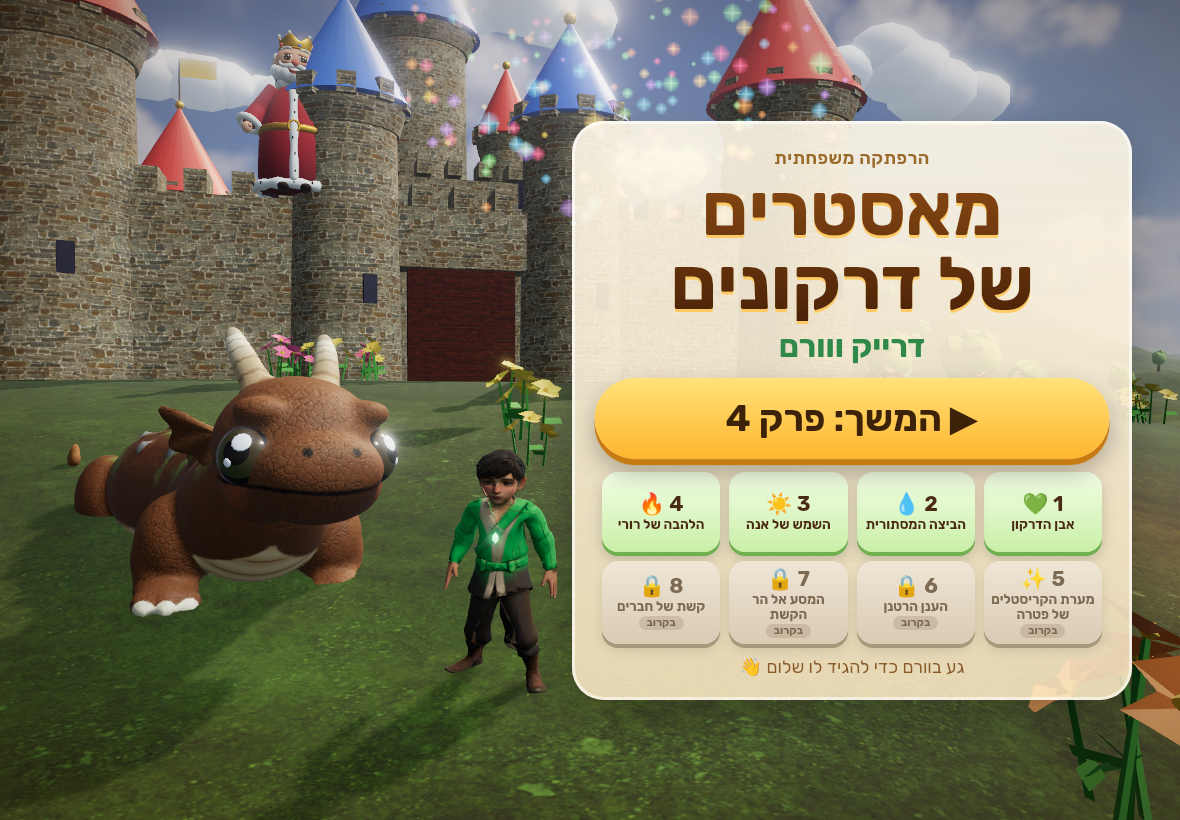 הרפתקה משפחתית
מאסטרים
של דרקונים
דרייק ווורם
▶ המשך: פרק 4
1 💚
אבן הדרקון
2 💧
הביצה המסתורית
3 ☀️
השמש של אנה
4 🔥
הלהבה של רורי
5 ✨
מערת הקריסטלים
של פטרה
בקרוב
6 🔒
הענן הרטגן
בקרוב
7 🔒
המסע אל הר
הקשת
בקרוב
8 🔒
קשת של חברים
בקרוב
גע בוורם כדי להגיד לו שלום 👋